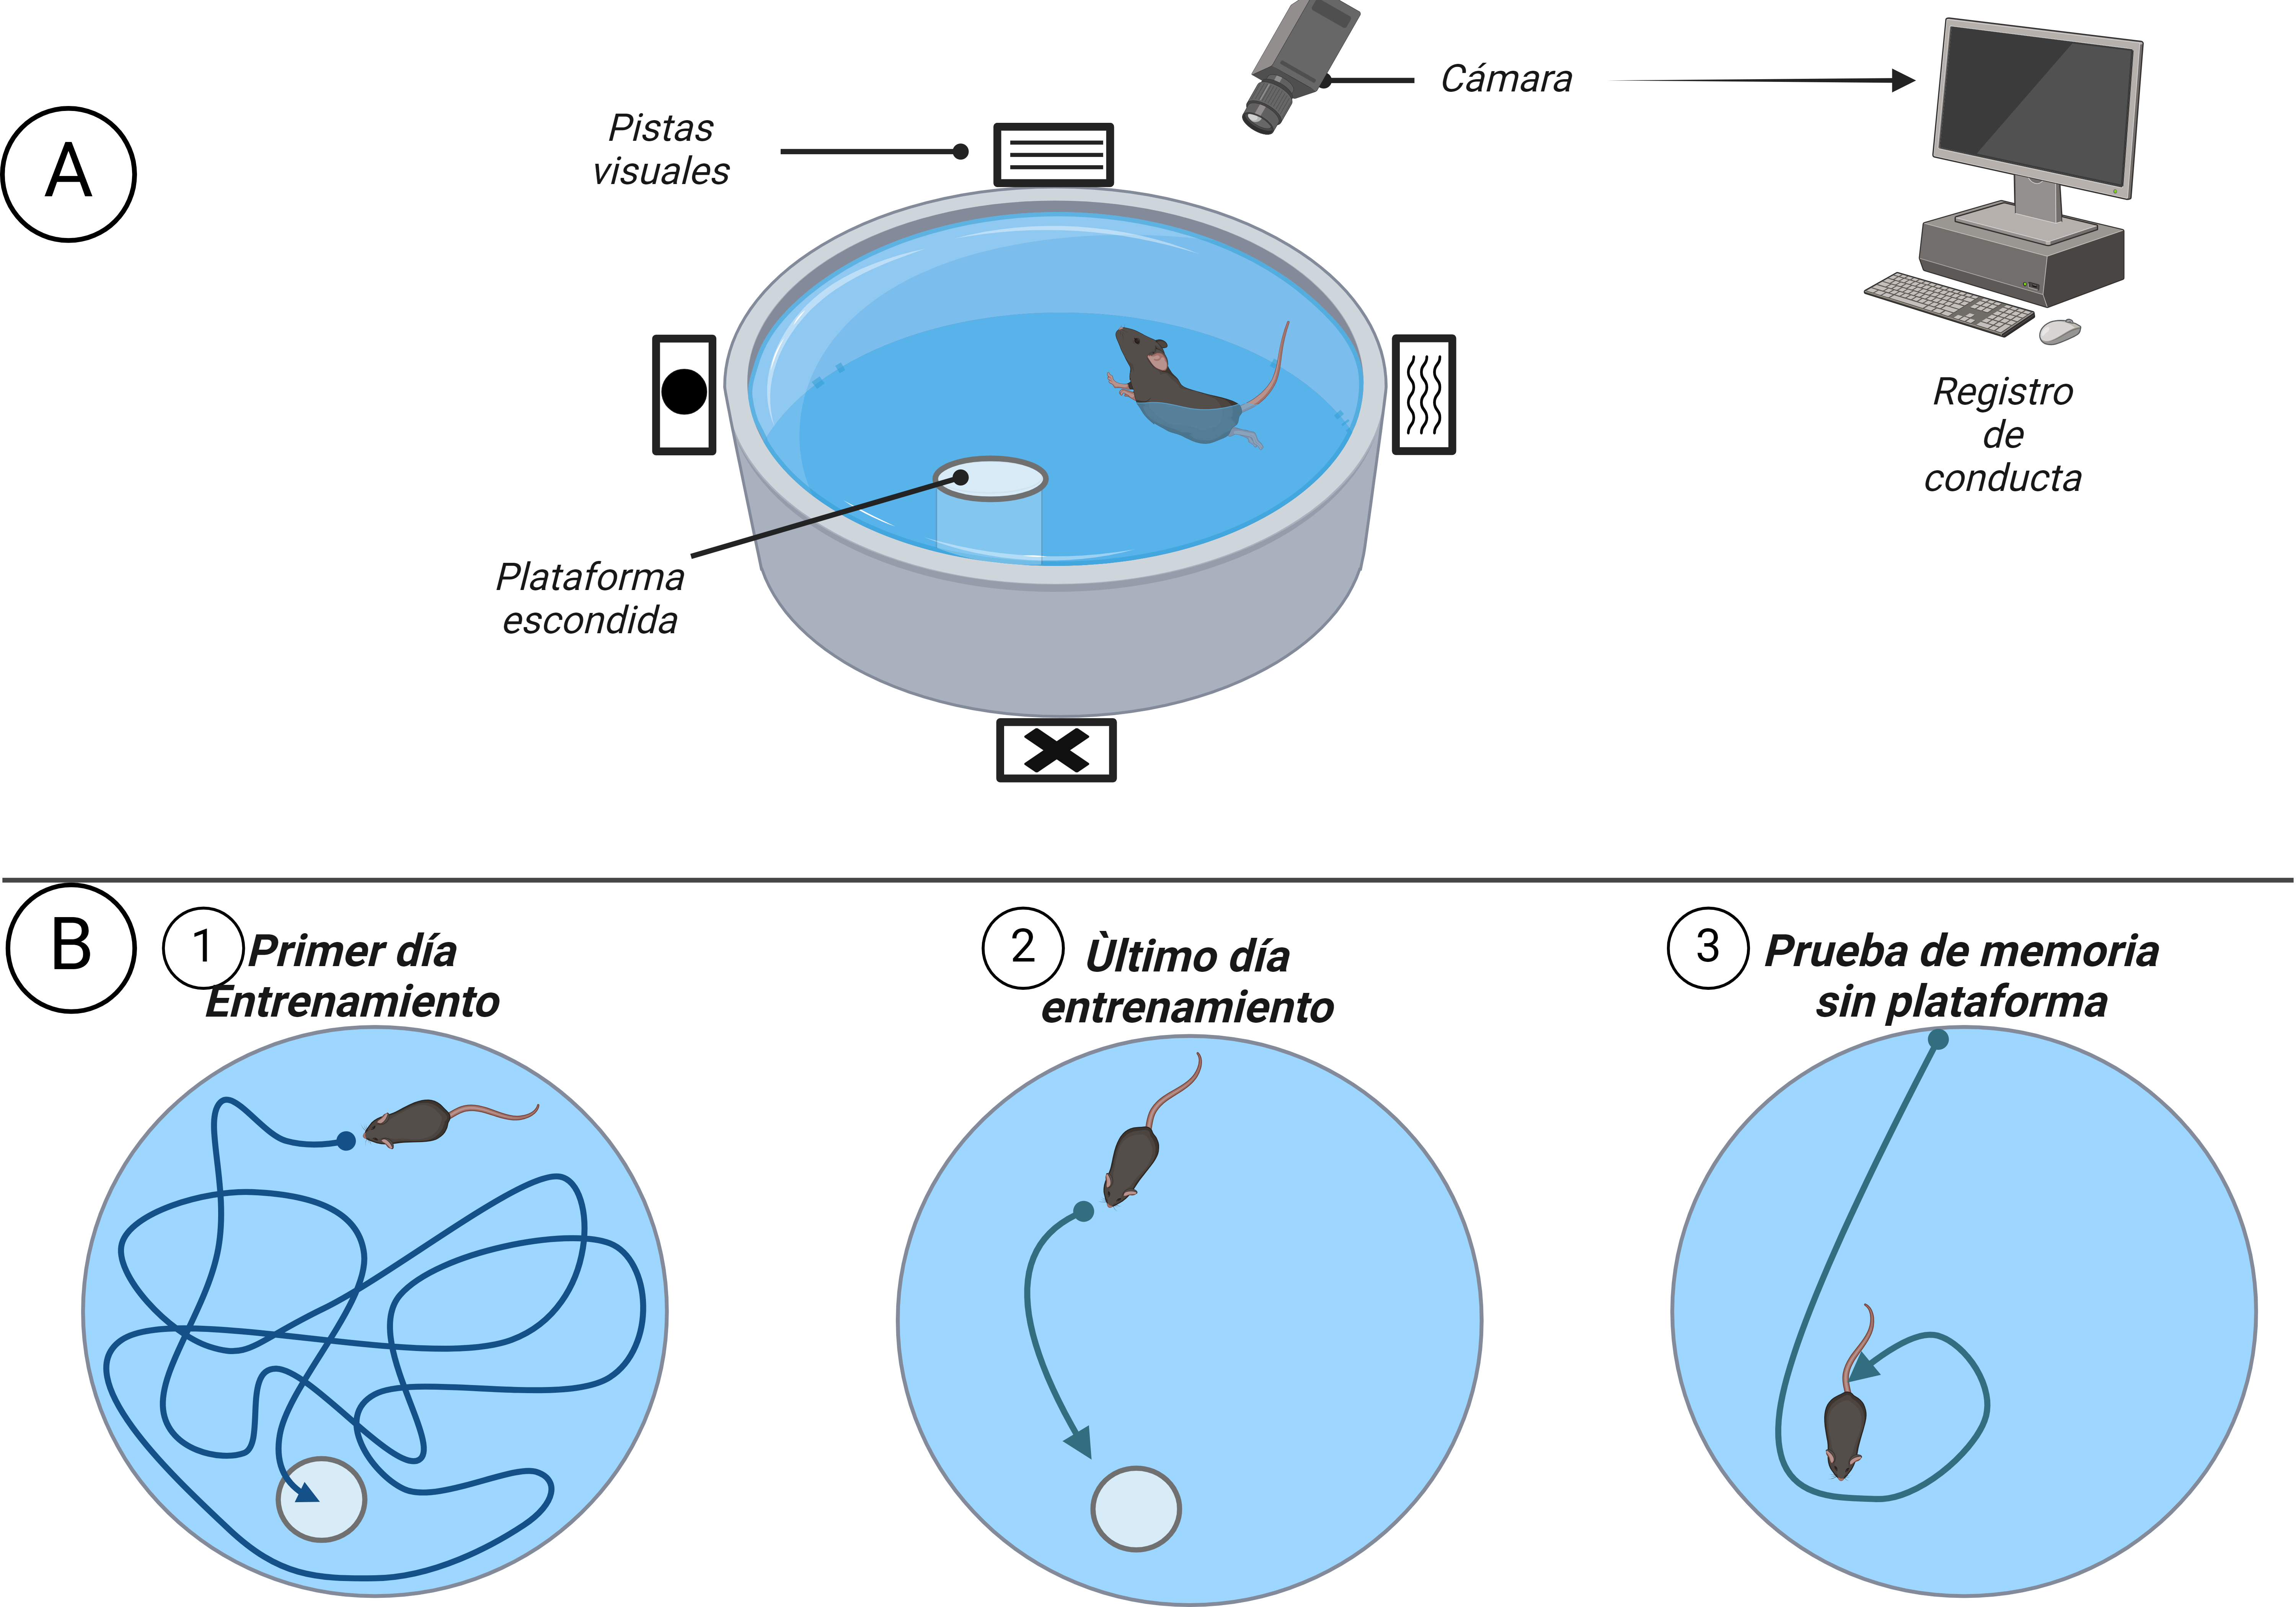 A
Pistas
visuales
Cámara
Registro
de
conducta
Plataforma
escondida
B
1
Primer día
Entrenamiento
2
Ùltimo día
entrenamiento
3
Prueba de memoria
sin plataforma